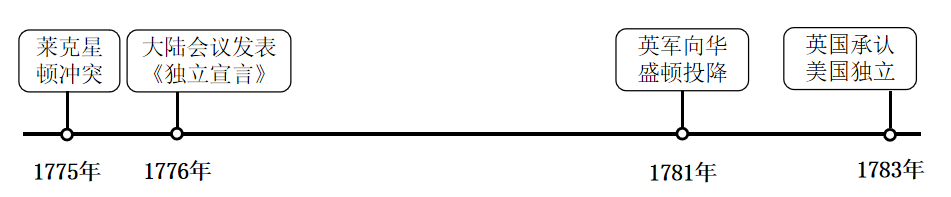 莱克星
顿冲突
大陆会议发表
《独立宣言》
英军向华
盛顿投降
英国承认
美国独立
1775年
1776年
1781年
1783年